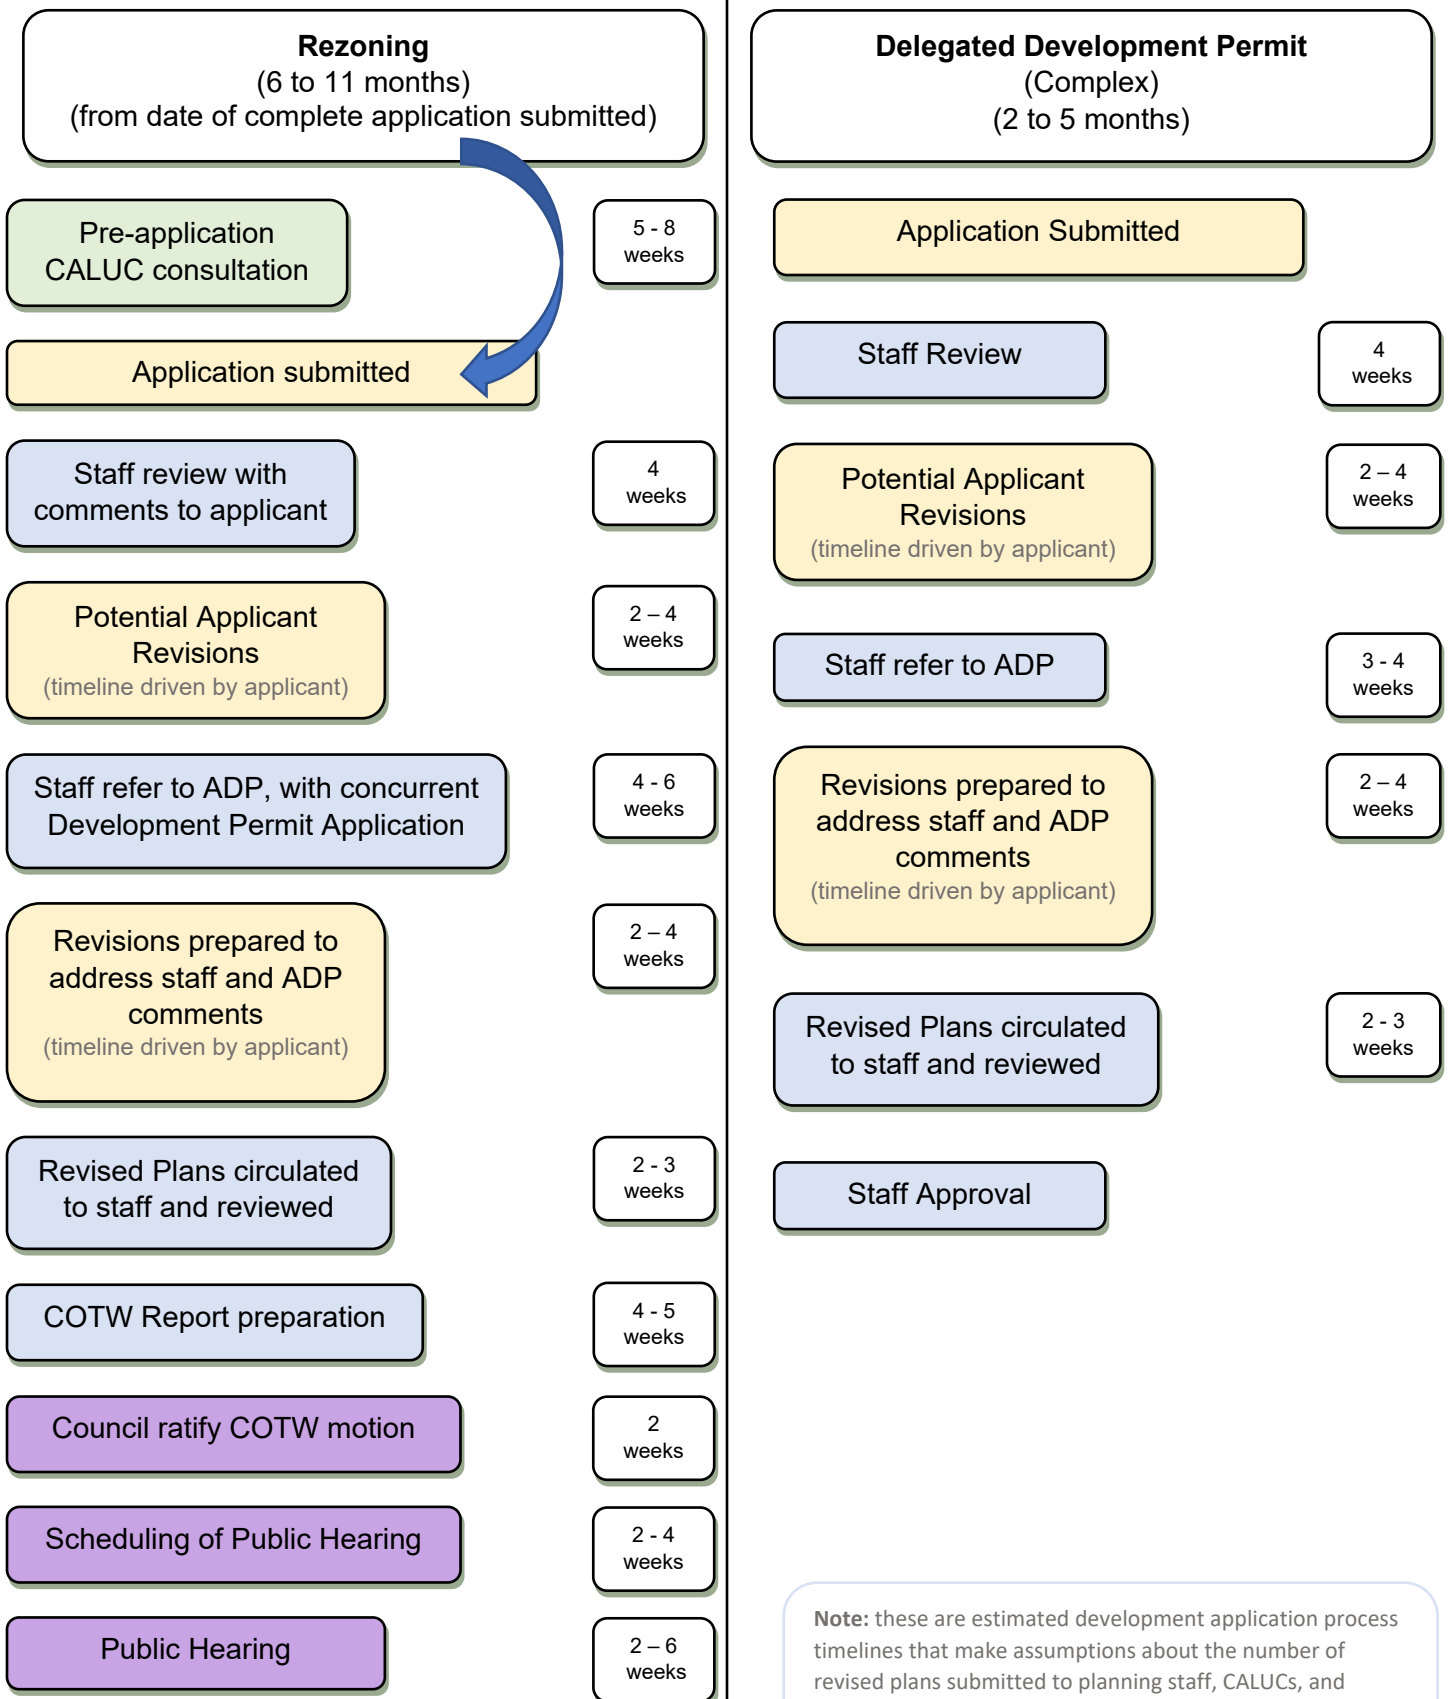 Rezoning
(6 to 11 months)
(from date of complete application submitted)
Pre-application
CALUC consultation
5 - 8
weeks
Application submitted
Staff review with
comments to applicant
4
weeks
Potential Applicant
Revisions
(timeline driven by applicant)
2 – 4
weeks
Staff refer to ADP, with concurrent
Development Permit Application
4 - 6
weeks
Revisions prepared to
address staff and ADP
comments
(timeline driven by applicant)
2 – 4
weeks
Revised Plans circulated
to staff and reviewed
2 - 3
weeks
COTW Report preparation
4 - 5
weeks
Council ratify COTW motion
2
weeks
Scheduling of Public Hearing
2 - 4
weeks
Public Hearing
2 – 6
weeks
Delegated Development Permit
(Complex)
(2 to 5 months)
Application Submitted
Staff Review
4
weeks
Potential Applicant
Revisions
(timeline driven by applicant)
2 – 4
weeks
Staff refer to ADP
3 - 4
weeks
Revisions prepared to
address staff and ADP
comments
(timeline driven by applicant)
2 – 4
weeks
Revised Plans circulated
to staff and reviewed
2 - 3
weeks
Staff Approval
Note: these are estimated development application process
timelines that make assumptions about the number of
revised plans submitted to planning staff, CALUCs, and